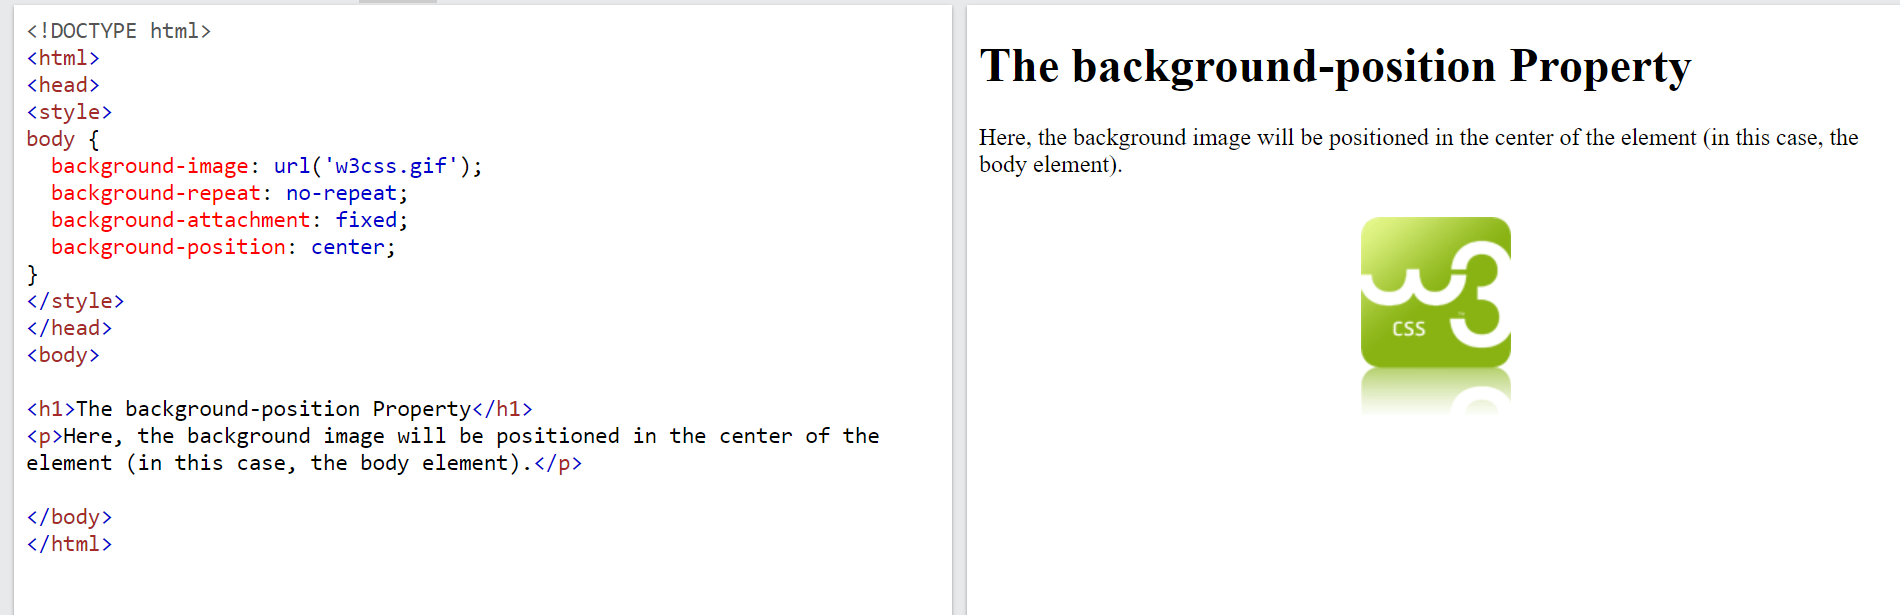 <!DOCTYPE html>
<html>
<head>
<style>
body {
  background-image: url('w3css.gif');
  background-repeat: no-repeat;
  background-attachment: fixed;
  background-position: center;
}
</style>
</head>
<body>

<h1>The background-position Property</h1>
<p>Here, the background image will be positioned in the center of the
element (in this case, the body element).</p>

</body>
</html>
The background-position Property
Here, the background image will be positioned in the center of the element (in this case, the
body element).
w3
CSS